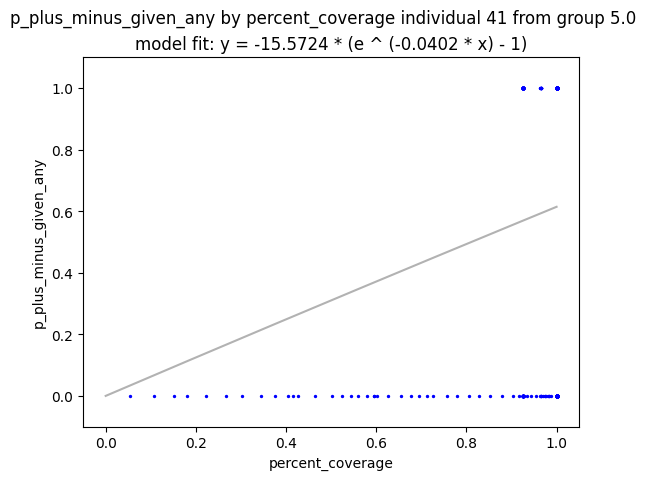 p_plus_minus_given_any by percent_coverage individual 41 from group 5.0
model fit: y = -15.5724 * (e ^ (-0.0402 * x) - 1)
p_plus_minus_given_any
1.0
0.8
0.6
0.4
0.2
0.0
0.0 0.2 0.4 0.6 0.8 1.0
percent_coverage